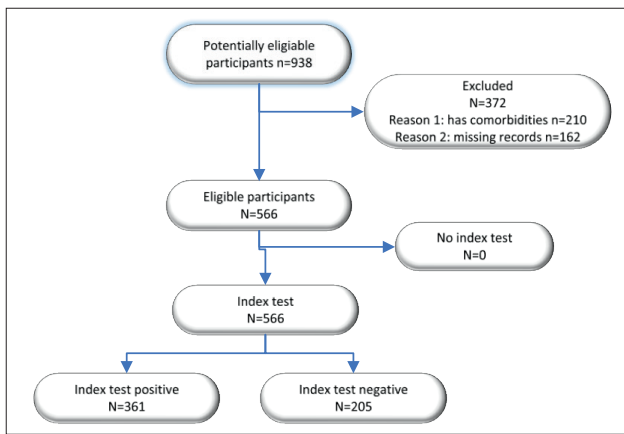 Potentially eligiable
participants n=938
Excluded
N=372
Reason 1: has comorbidities n=210
Reason 2: missing records n=162
Eligible participants
N=566
No index test
N=0
Index test
N=566
Index test positive
N=361
Index test negative
N=205